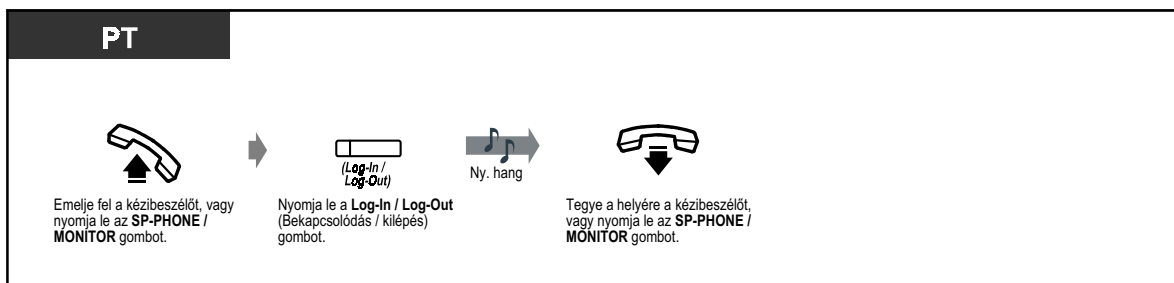 PT
(Log-In /
Log-Out)
Ny. hang
Emelje fel a kézibeszélőt, vagy
nyomja le az SP-PHONE /
MONITOR gombot.
Nyomja le a Log-In / Log-Out
(Bekapcsolódás / kilépés)
gombot.
Tegye a helyére a kézibeszélőt,
vagy nyomja le az SP-PHONE /
MONITOR gombot.